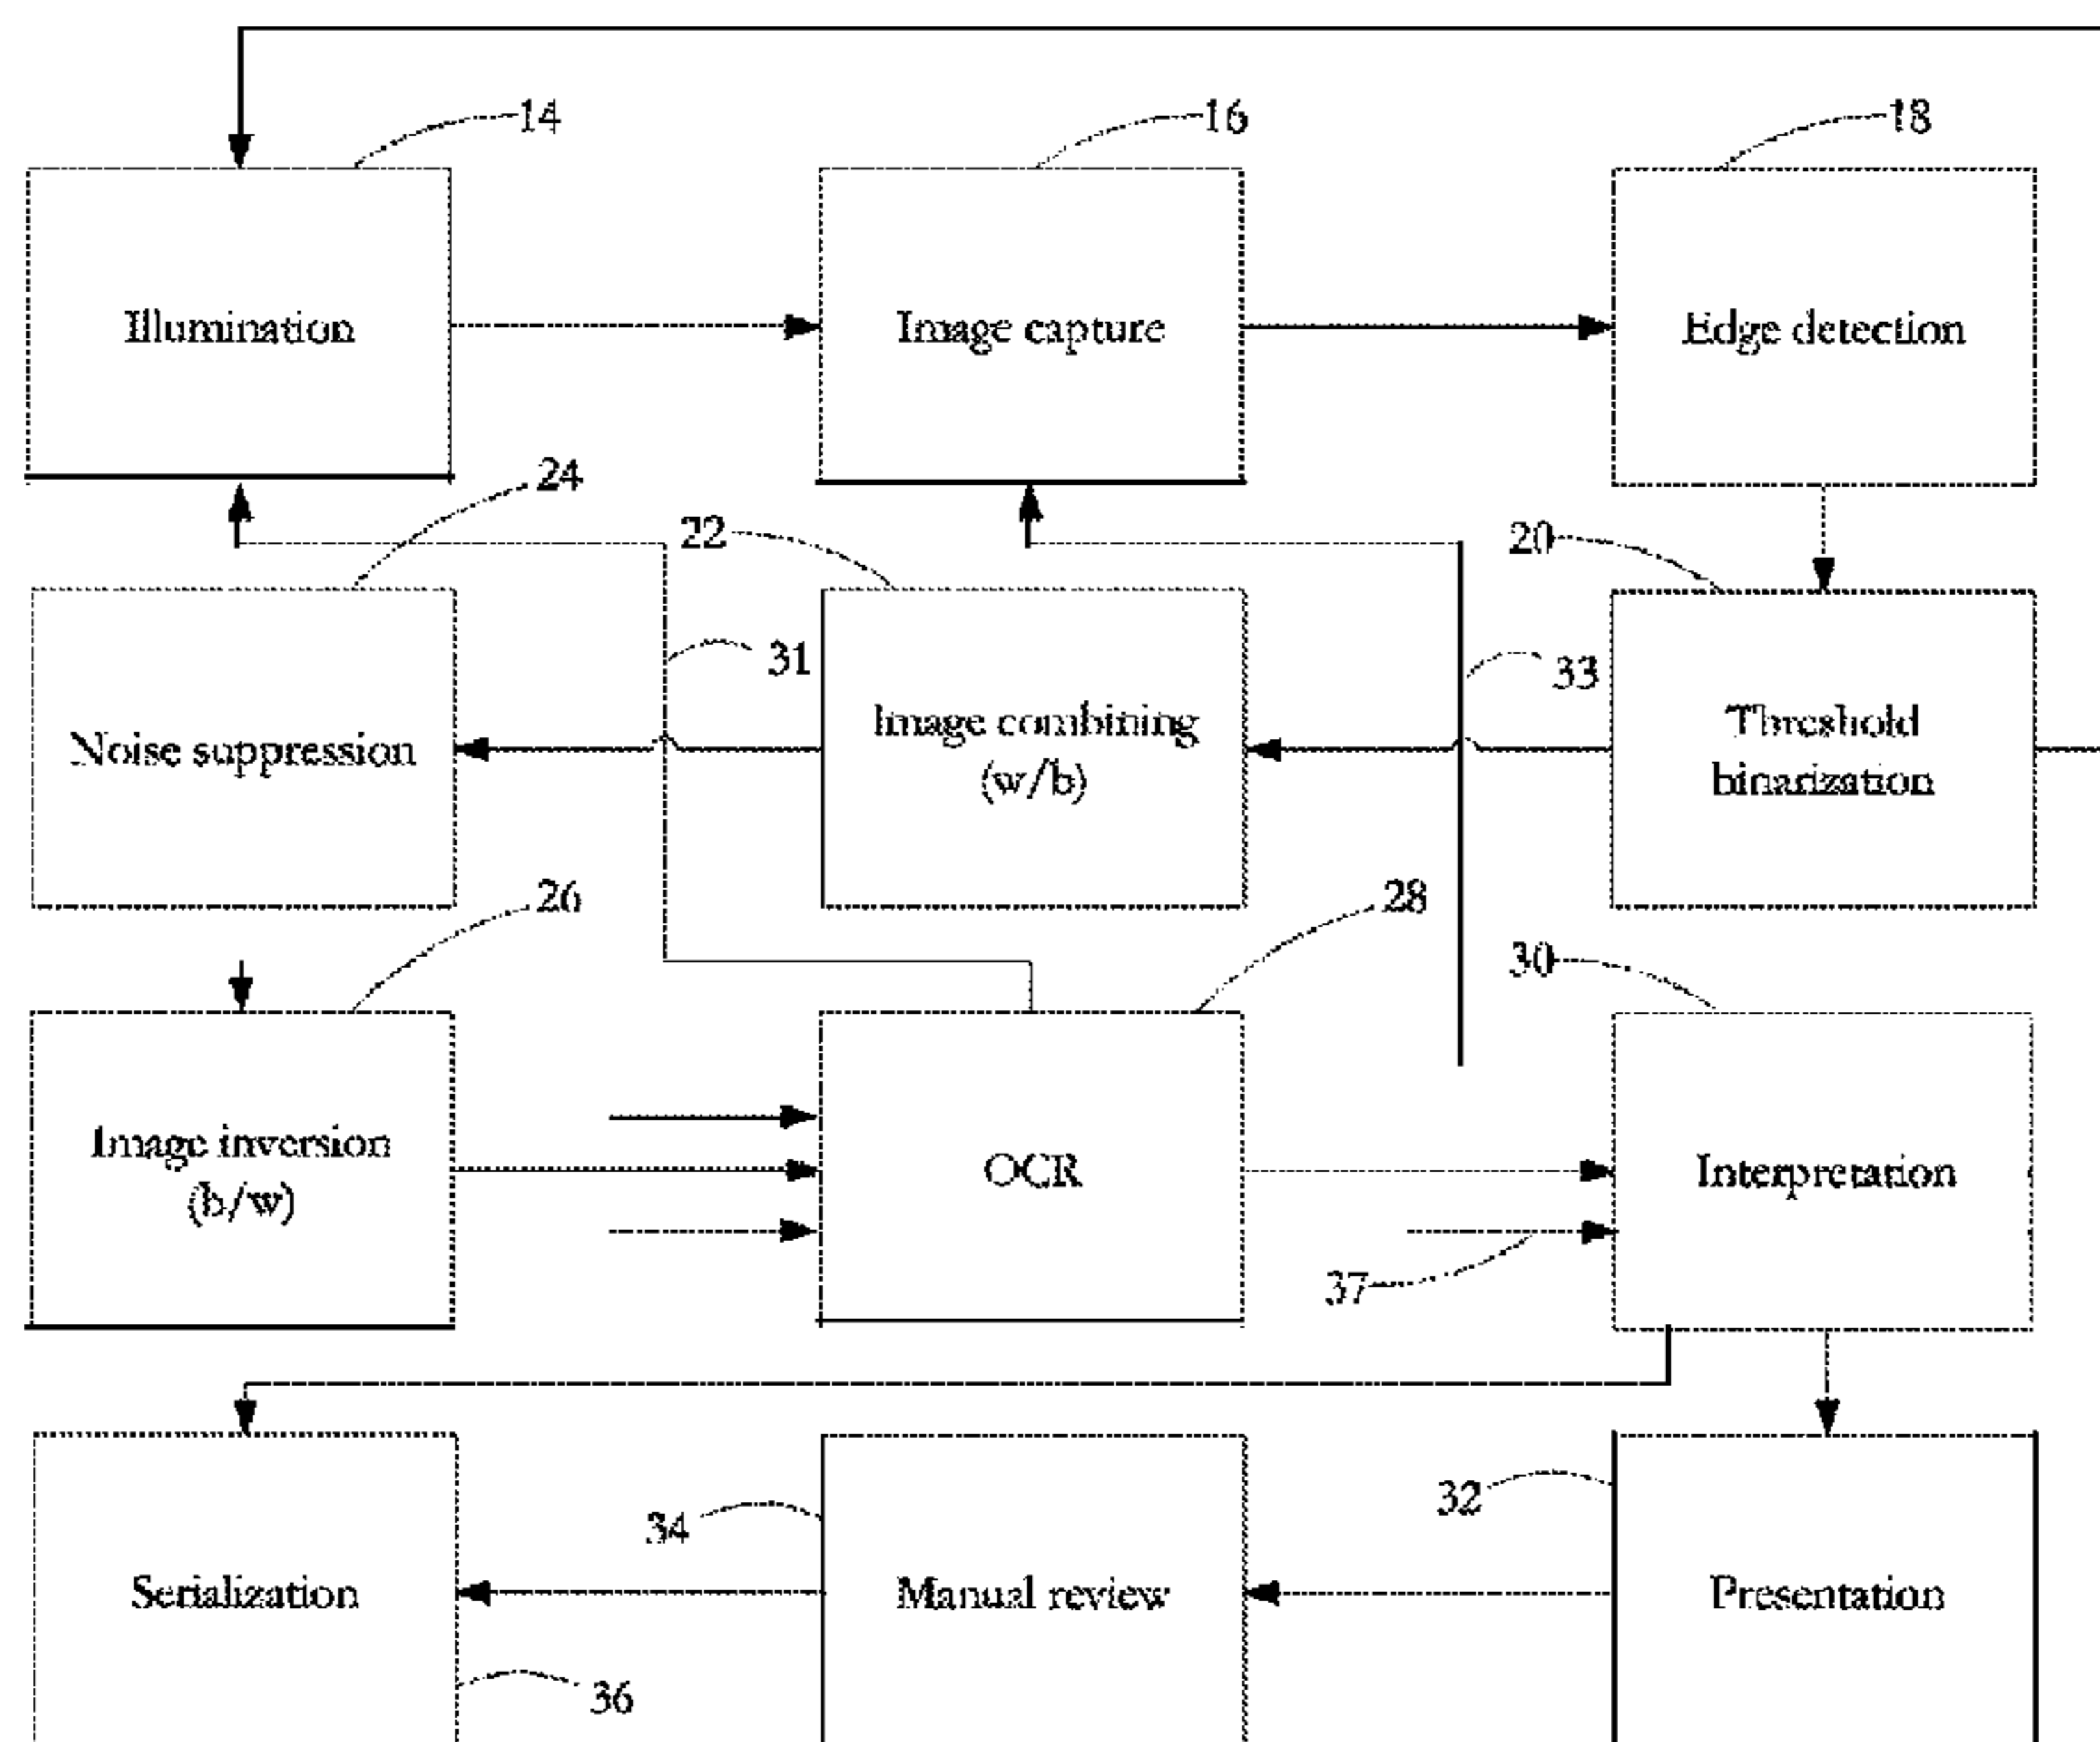 14
16
18
Illumination
Image capture
Edge detection
24
22
20
31
33
Noise suppression
Image combining
(w/b)
Threshold
binarization
26
28
30
Image inversion
(b/w)
OCR
Interpretation
37
34
32
Serialization
Manual review
Presentation
36